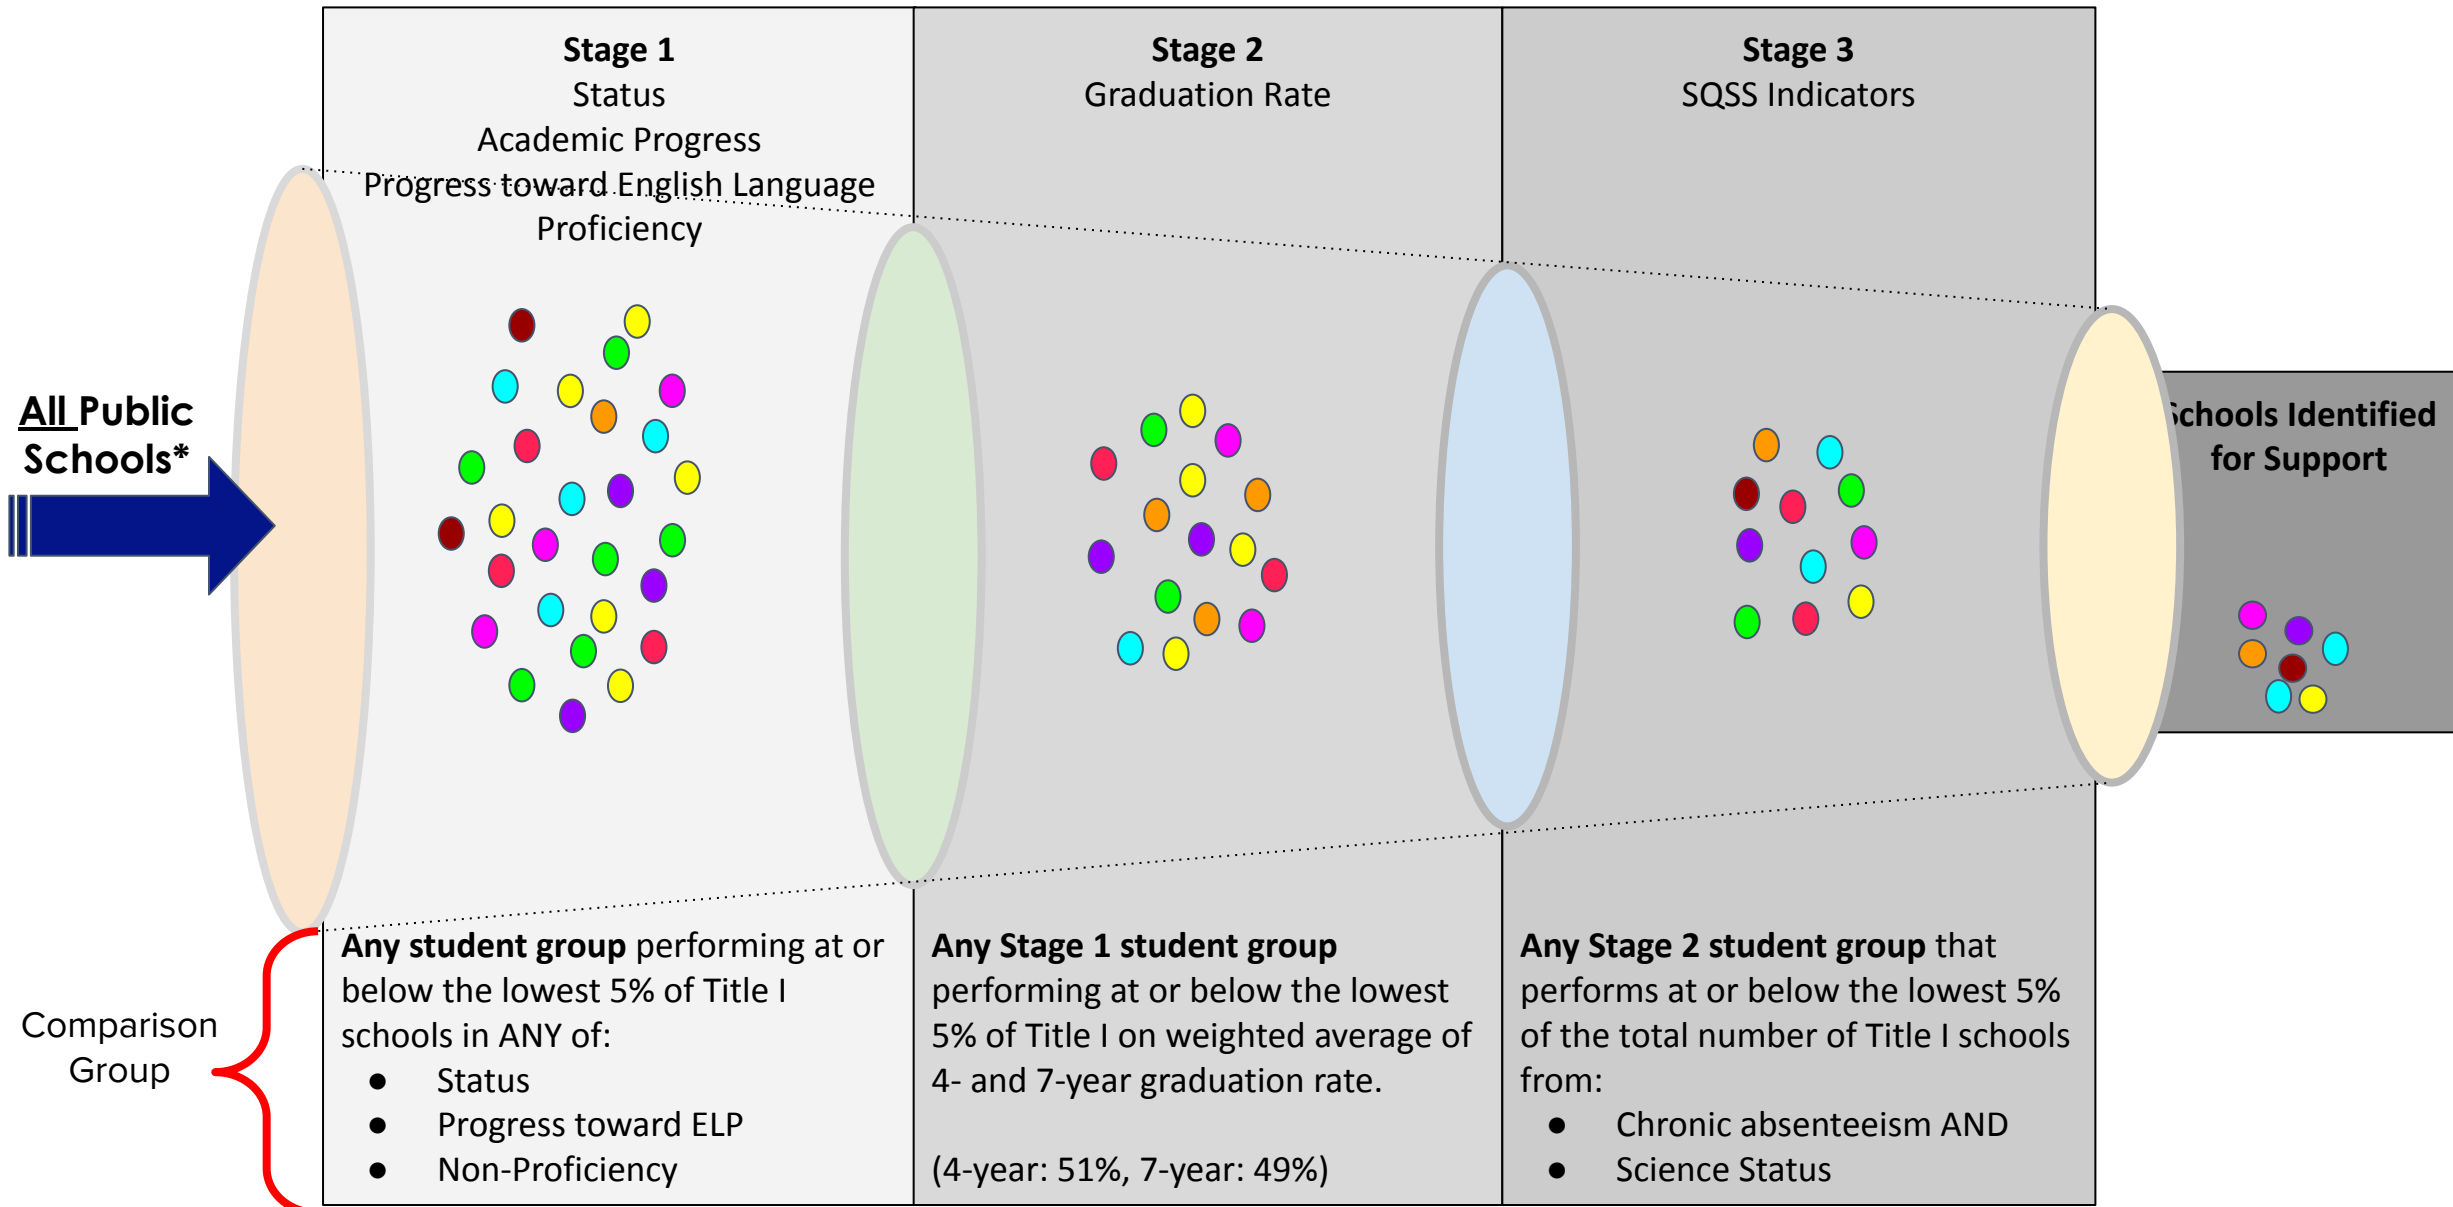 Stage 1
Status
Academic Progress
Progress toward English Language
Proficiency
Stage 2
Graduation Rate
Stage 3
SQSS Indicators
All Public
Schools*
Schools Identified
for Support
Comparison
Group
Any student group performing at or
below the lowest 5% of Title I
schools in ANY of:
● Status
● Progress toward ELP
● Non-Proficiency
Any Stage 1 student group
performing at or below the lowest
5% of Title I on weighted average of
4- and 7-year graduation rate.
(4-year: 51%, 7-year: 49%)
Any Stage 2 student group that
performs at or below the lowest 5%
of the total number of Title I schools
from:
● Chronic absenteeism AND
● Science Status